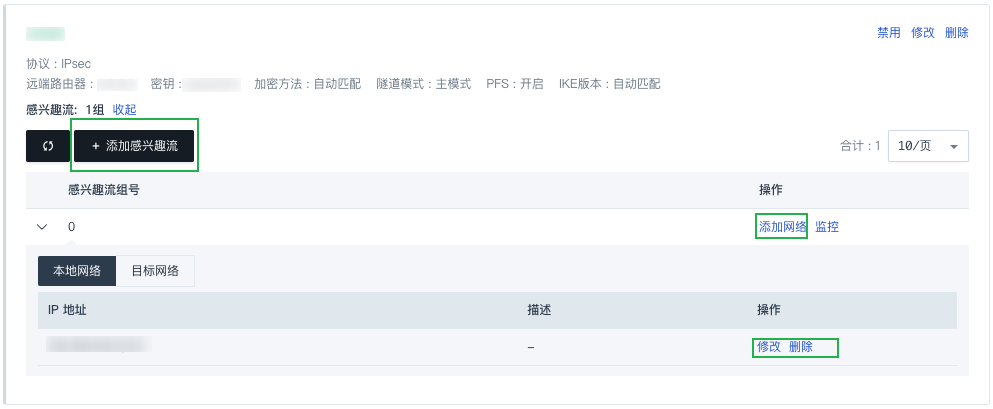 禁用 修改 删除
协议：IPsec
远端路由器： 密钥： 加密方法：自动匹配 隧道模式：主模式 PFS：开启 IKE版本：自动匹配
感兴趣流: 1组 收起
+ 添加感兴趣流 合计：1 10/页
感兴趣流组号 操作
0 添加网络 监控
本地网络 目标网络
IP 地址 描述 操作
– 修改 删除